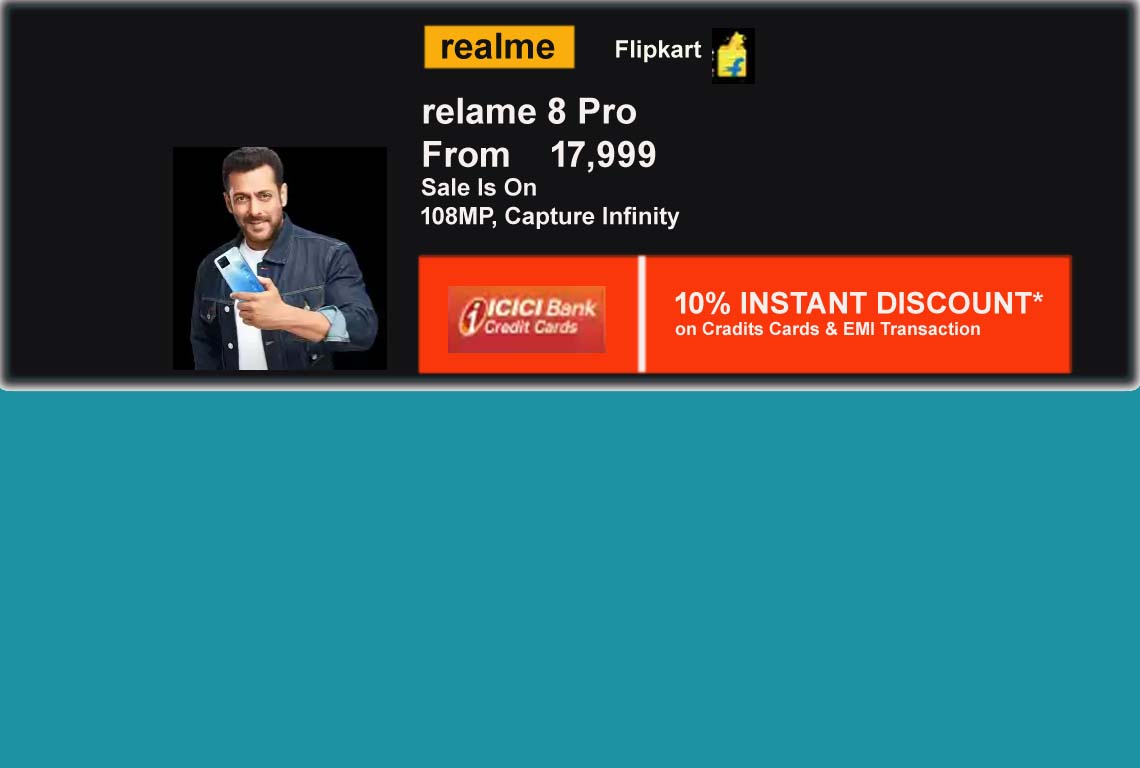 realme
Flipkart
relame 8 Pro
From 17,999
Sale Is On
108MP, Capture Infinity
ICICI Bank
Credit Cards
10% INSTANT DISCOUNT*
on Cradits Cards & EMI Transaction